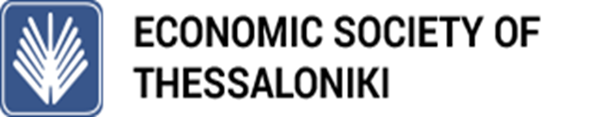 ECONOMIC SOCIETY OF
THESSALONIKI